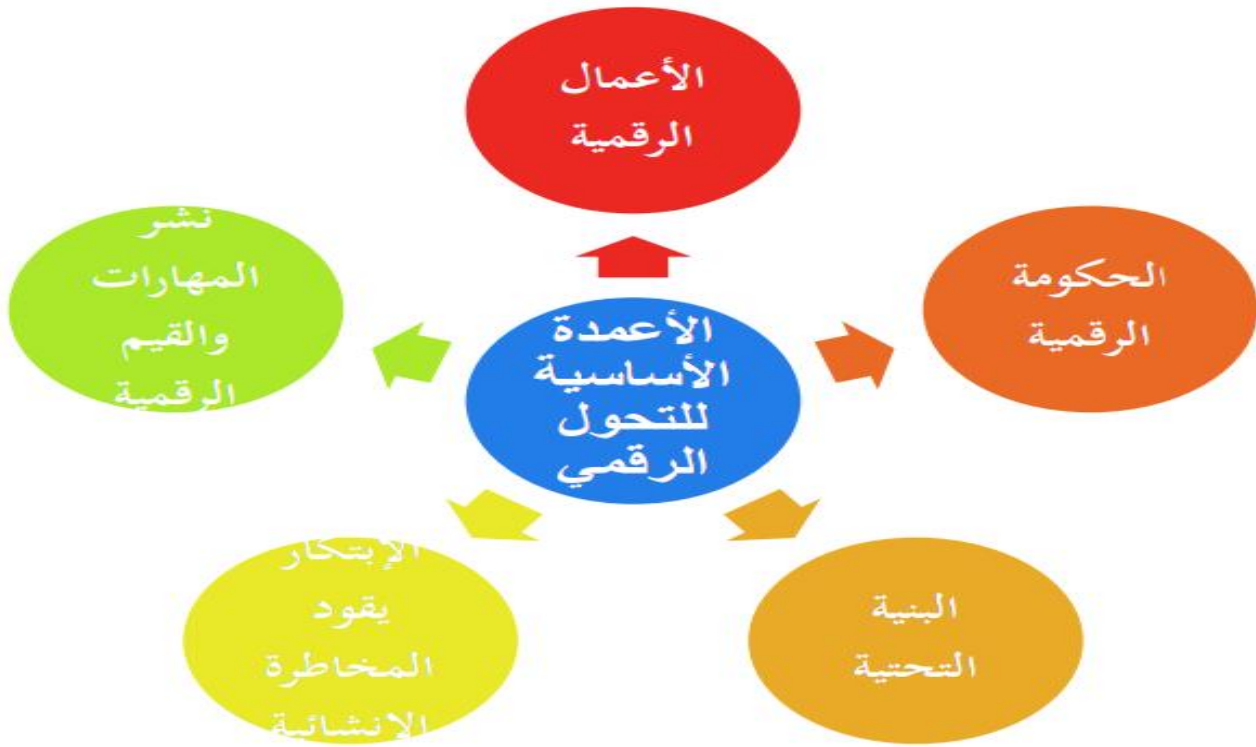 الأعمال
الرقمية
الحكومة
الرقمية
البنية
التحتية
الإبتكار
يقود
المخاطرة
الإنشائية
نشر
المهارات
والقيم
الرقمية
الأعمدة
الأساسية
للتحول
الرقمي